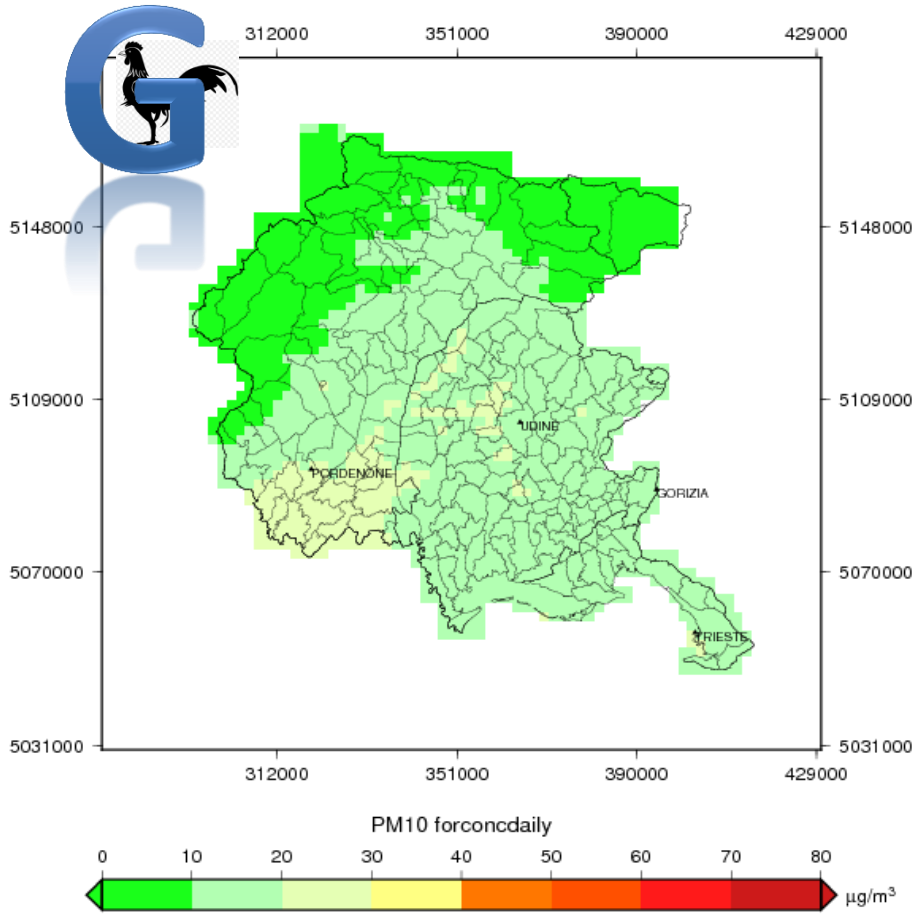 G
312000 351000 390000 429000
5148000 5148000
5109000 5109000
UDINE
PORDENONE
GORIZIA
5070000 5070000
TRIESTE
5031000 5031000
312000 351000 390000 429000
PM10 forconcdaily
0 10 20 30 40 50 60 70 80
µg/m³